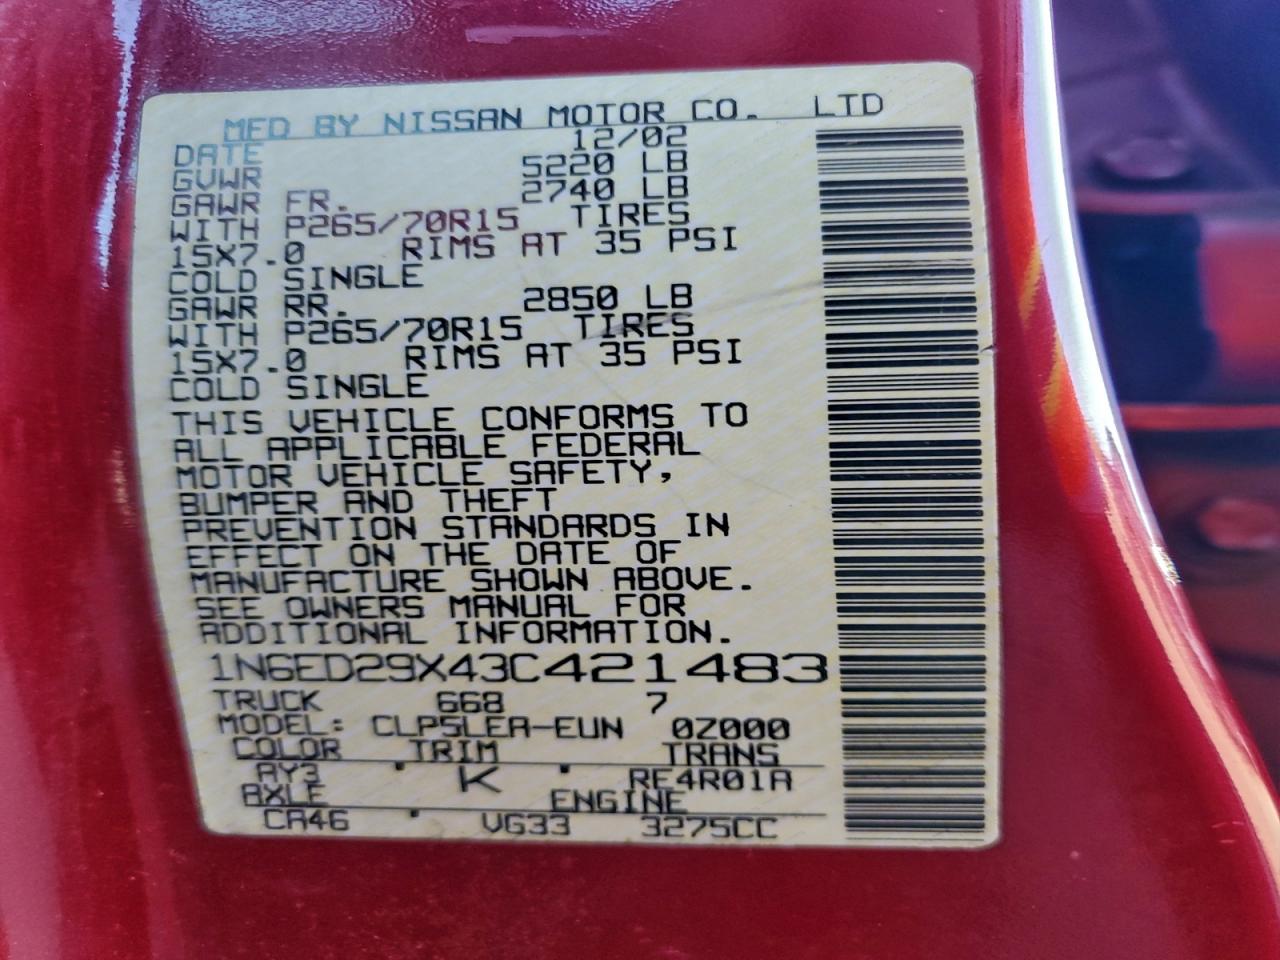 MFD BY NISSAN MOTOR CO. LTD
DATE 12/02
GVWR 5220 LB
GAWR FR. 2740 LB
WITH P265/70R15 TIRES
15X7.0 RIMS AT 35 PSI
COLD SINGLE
GAWR RR. 2850 LB
WITH P265/70R15 TIRES
15X7.0 RIMS AT 35 PSI
COLD SINGLE
THIS VEHICLE CONFORMS TO
ALL APPLICABLE FEDERAL
MOTOR VEHICLE SAFETY,
BUMPER AND THEFT
PREVENTION STANDARDS IN
EFFECT ON THE DATE OF
MANUFACTURE SHOWN ABOVE.
SEE OWNERS MANUAL FOR
ADDITIONAL INFORMATION.
1N6ED29X43C421483
TRUCK 668 7
MODEL: CLPSLEA-EUN 0Z000
COLOR TRIM TRANS
AY3 K RE4R01A
AXLE ENGINE
CA46 VG33 3275CC